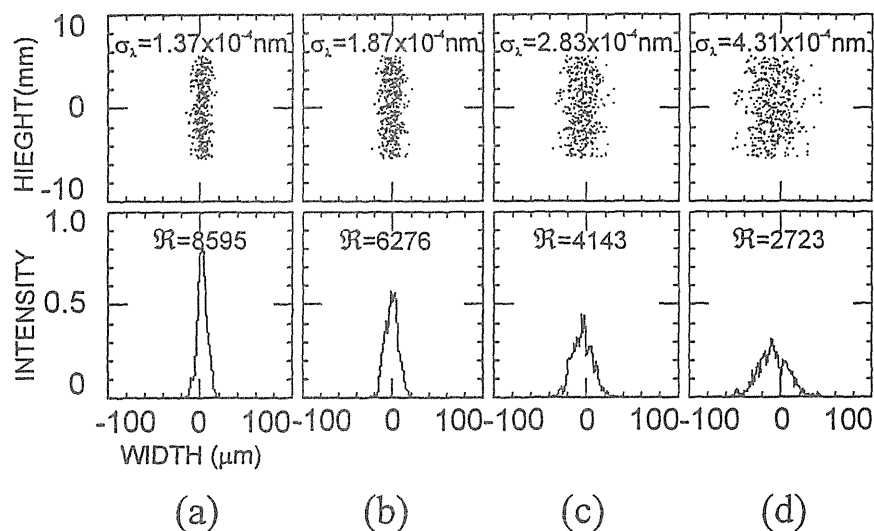 10
0
-10
HIEGHT(mm)
σλ=1.37x10⁻⁴nm
σλ=1.87x10⁻⁴nm
σλ=2.83x10⁻⁴nm
σλ=4.31x10⁻⁴nm
1.0
0.5
0
INTENSITY
ℜ=8595
ℜ=6276
ℜ=4143
ℜ=2723
-100 0 100
-100 0 100
-100 0 100
-100 0 100
WIDTH (μm)
(a) (b) (c) (d)